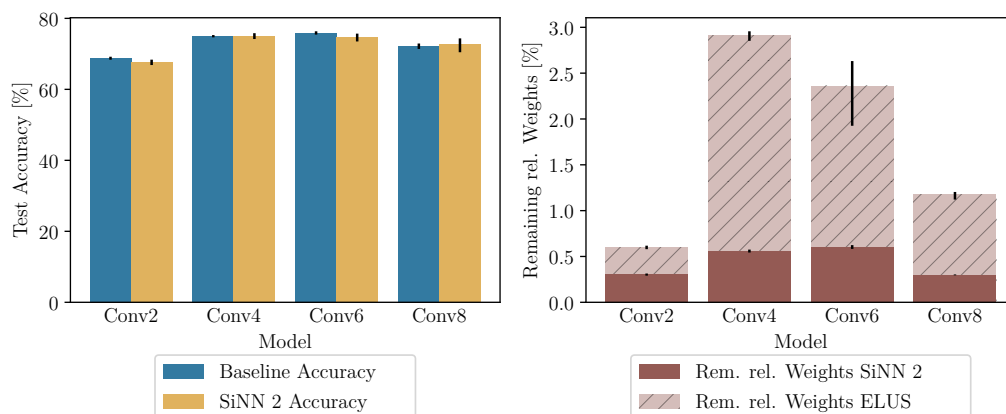 80
60
40
20
0
Test Accuracy [%]
Conv2 Conv4 Conv6 Conv8
Model
Baseline Accuracy
SiNN 2 Accuracy
3.0
2.5
2.0
1.5
1.0
0.5
0.0
Remaining rel. Weights [%]
Conv2 Conv4 Conv6 Conv8
Model
Rem. rel. Weights SiNN 2
Rem. rel. Weights ELUS